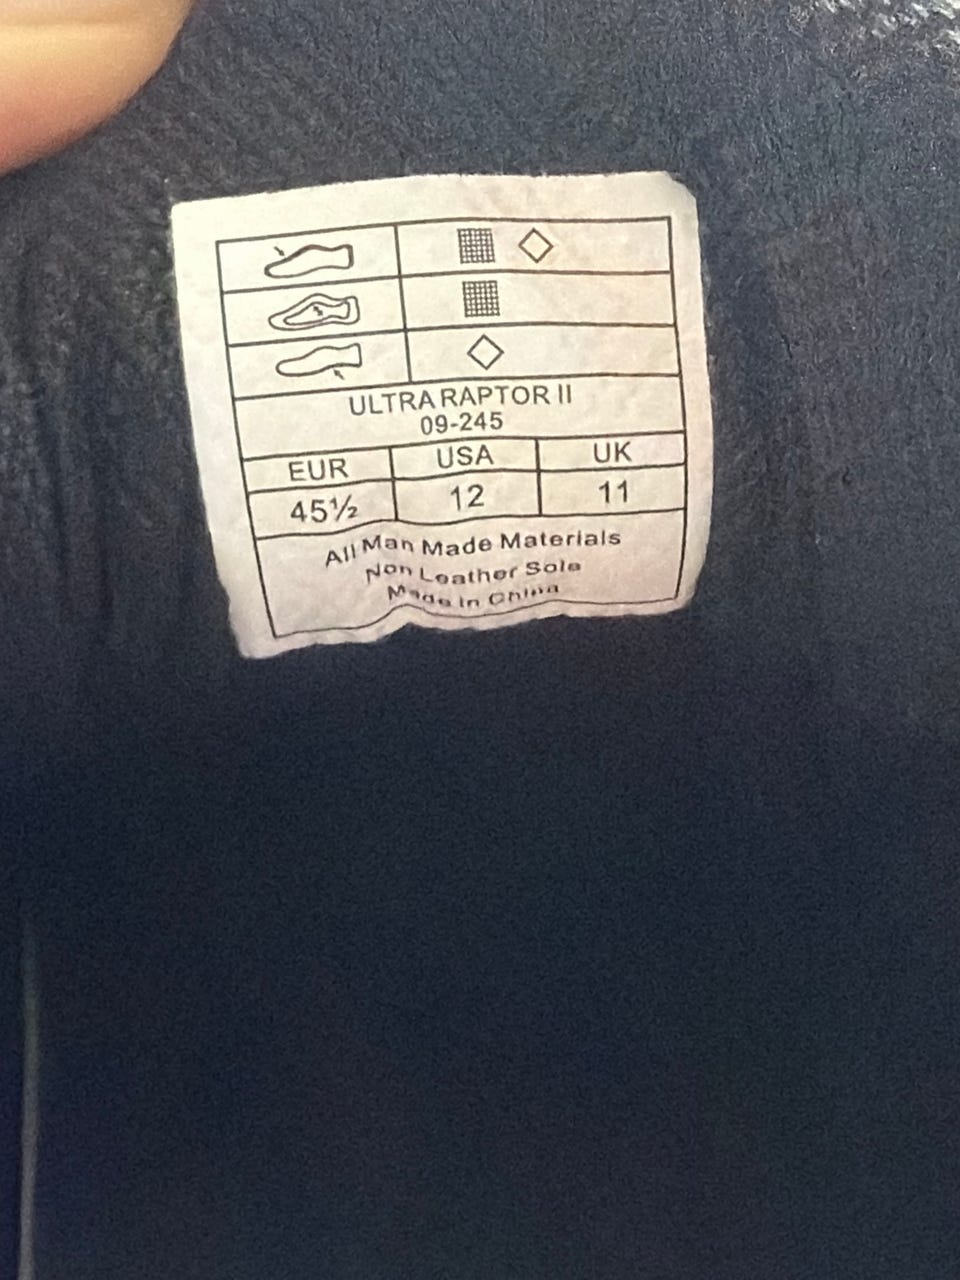 ULTRA RAPTOR II
09-245
EUR USA UK
45½ 12 11
All Man Made Materials
Non Leather Sole
Made in China